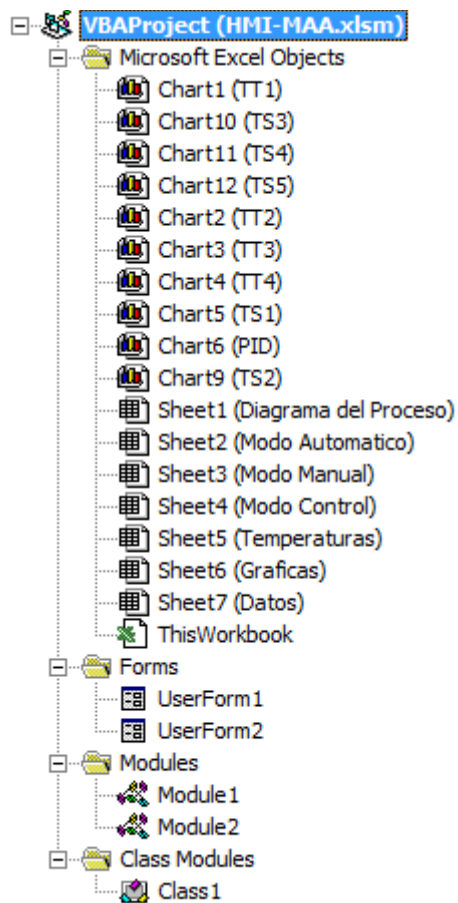 VBAProject (HMI-MAA.xlsm)
Microsoft Excel Objects
Chart1 (TT1)
Chart10 (TS3)
Chart11 (TS4)
Chart12 (TS5)
Chart2 (TT2)
Chart3 (TT3)
Chart4 (TT4)
Chart5 (TS1)
Chart6 (PID)
Chart9 (TS2)
Sheet1 (Diagrama del Proceso)
Sheet2 (Modo Automatico)
Sheet3 (Modo Manual)
Sheet4 (Modo Control)
Sheet5 (Temperaturas)
Sheet6 (Graficas)
Sheet7 (Datos)
ThisWorkbook
Forms
UserForm1
UserForm2
Modules
Module1
Module2
Class Modules
Class1